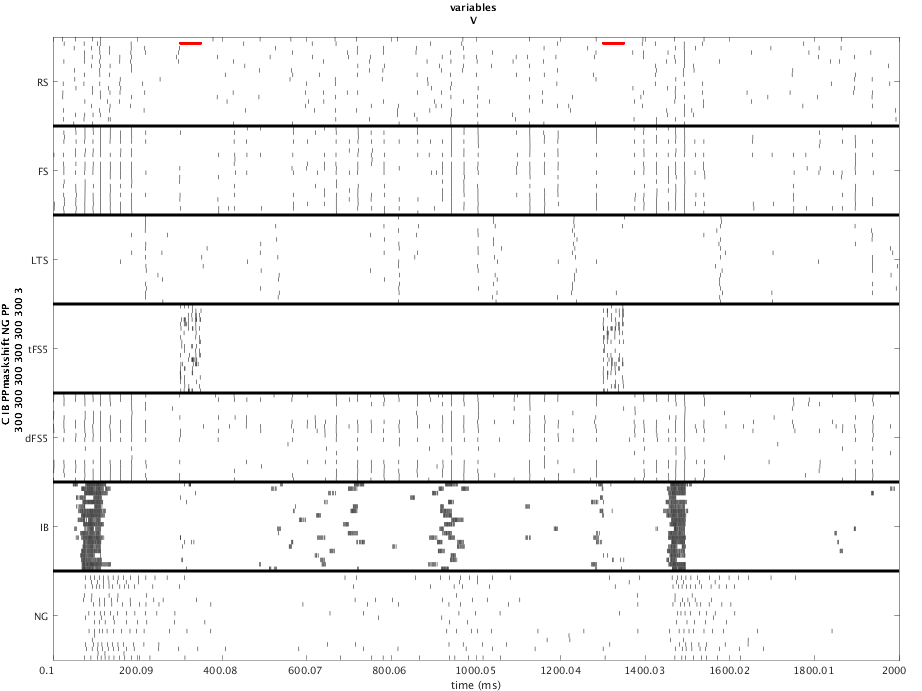 variables
V
RS
FS
LTS
tFS5
dFS5
IB
NG
C IB PPmaskshift NG PP
300 300 300 300 300 300 3
0.1 200.09 400.08 600.07 800.06 1000.05 1200.04 1400.03 1600.02 1800.01 2000
time (ms)